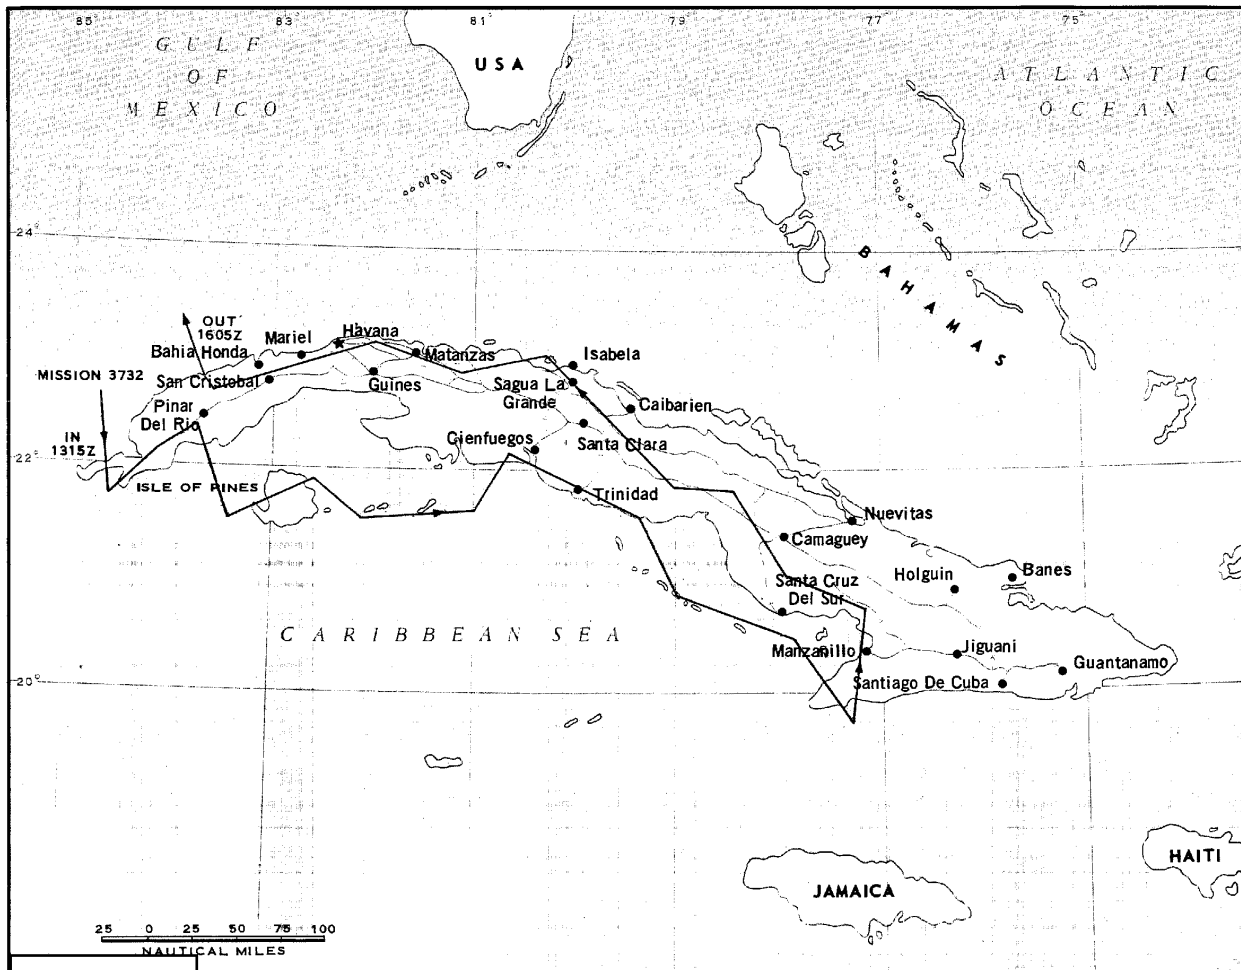 85° 83° 81° 79° 77° 75°
GULF
OF
MEXICO
USA
ATLANTIC
OCEAN
24°
BAHAMAS
OUT
1605Z
Mariel
Havana
Bahia Honda
Matanzas
Isabela
MISSION 3732
San Cristobal
Guines
Sagua La
Grande
Pinar
Del Rio
Caibarien
IN
1315Z
Cienfuegos
Santa Clara
22°
ISLE OF PINES
Trinidad
Nuevitas
Camaguey
Holguin
Banes
Santa Cruz
Del Sur
CARIBBEAN SEA
Manzanillo
Jiguani
Guantanamo
20°
Santiago De Cuba
HAITI
JAMAICA
25 0 25 50 75 100
NAUTICAL MILES